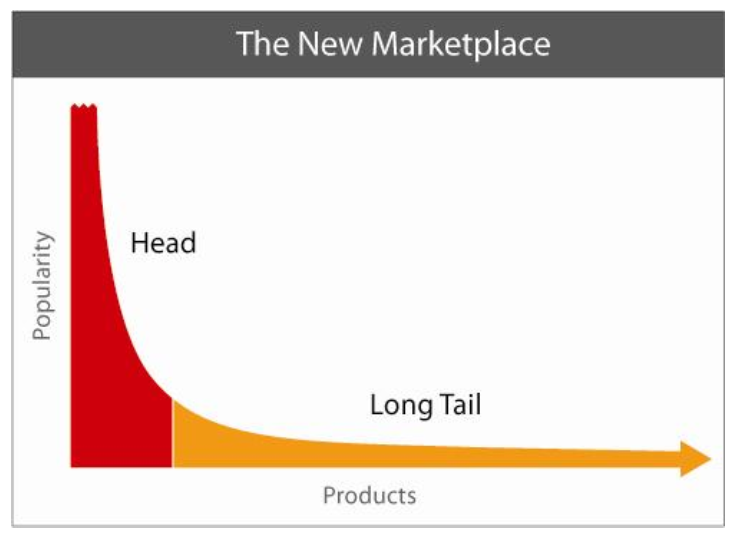 The New Marketplace
Head
Popularity
Long Tail
Products